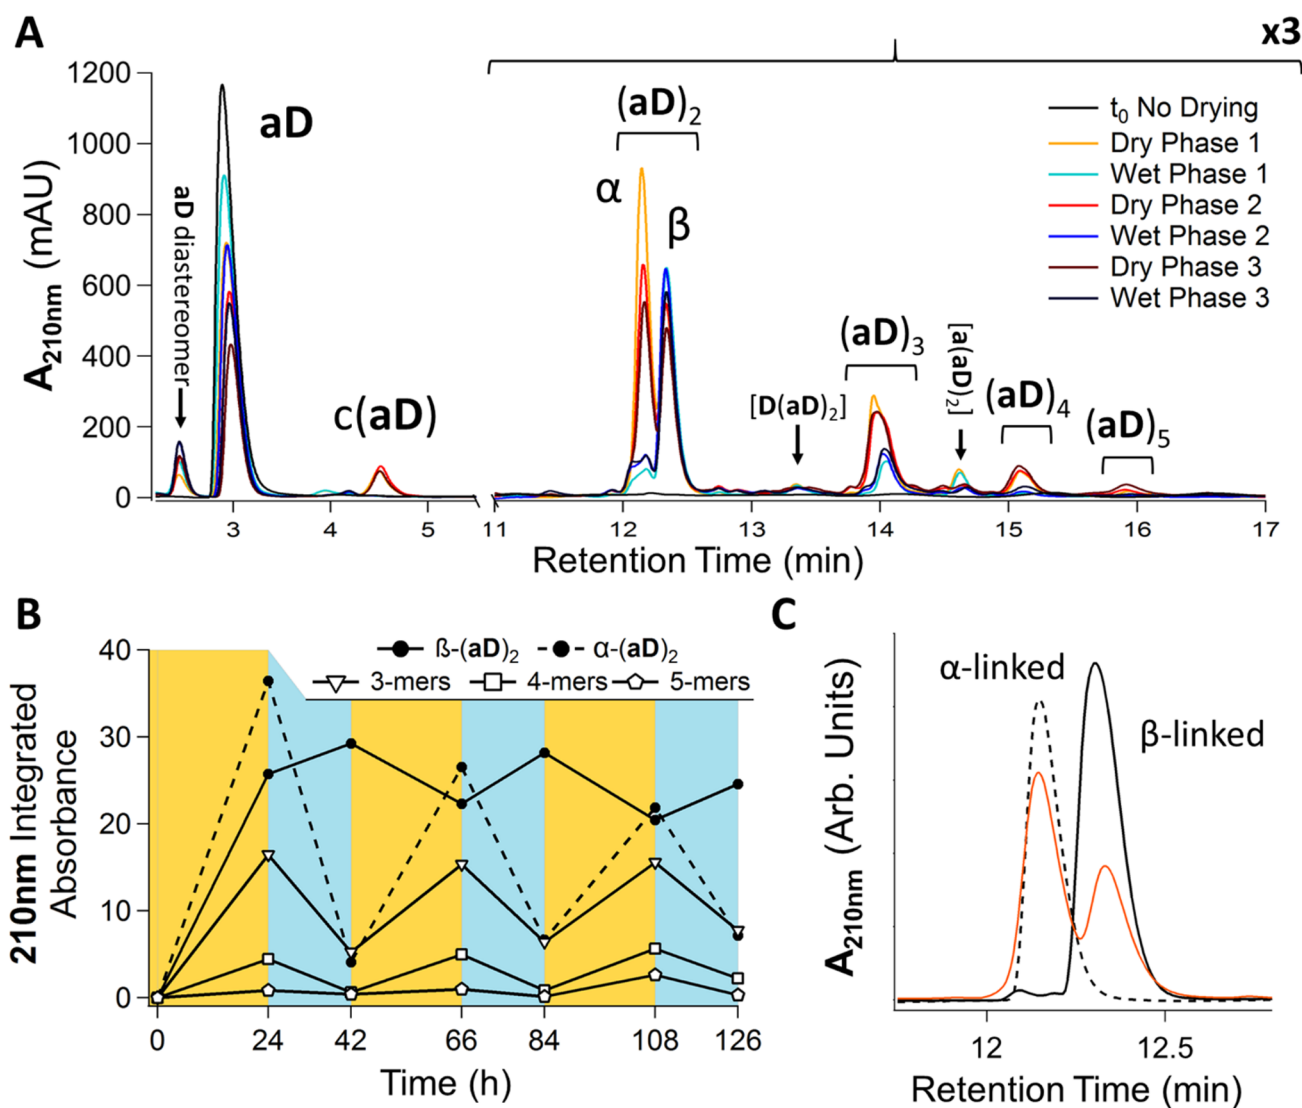 A
x3
1200
1000
800
600
400
200
0
A210nm (mAU)
aD diastereomer
aD
c(aD)
(aD)2
α
β
[D(aD)2]
(aD)3
[a(aD)2]
(aD)4
(aD)5
t0 No Drying
Dry Phase 1
Wet Phase 1
Dry Phase 2
Wet Phase 2
Dry Phase 3
Wet Phase 3
3 4 5 11 12 13 14 15 16 17
Retention Time (min)
B
ß-(aD)2 α-(aD)2
3-mers 4-mers 5-mers
40
30
20
10
0
210nm Integrated
Absorbance
0 24 42 66 84 108 126
Time (h)
C
α-linked
β-linked
A210nm (Arb. Units)
12 12.5
Retention Time (min)